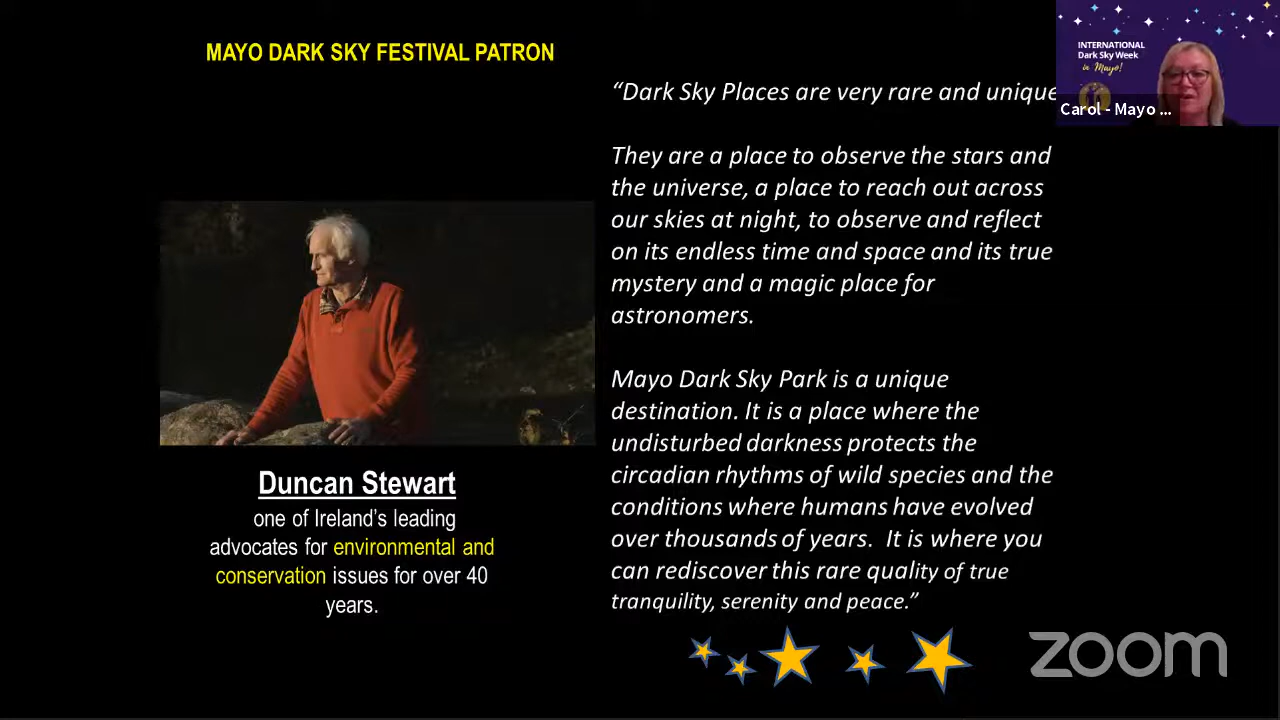 MAYO DARK SKY FESTIVAL PATRON
“Dark Sky Places are very rare and unique
They are a place to observe the stars and
the universe, a place to reach out across
our skies at night, to observe and reflect
on its endless time and space and its true
mystery and a magic place for
astronomers.
Mayo Dark Sky Park is a unique
destination. It is a place where the
undisturbed darkness protects the
circadian rhythms of wild species and the
conditions where humans have evolved
over thousands of years.  It is where you
can rediscover this rare quality of true
tranquility, serenity and peace.”
Duncan Stewart
one of Ireland’s leading
advocates for environmental and
conservation issues for over 40
years.
INTERNATIONAL
Dark Sky Week
in Mayo!
Carol - Mayo ...
zoom